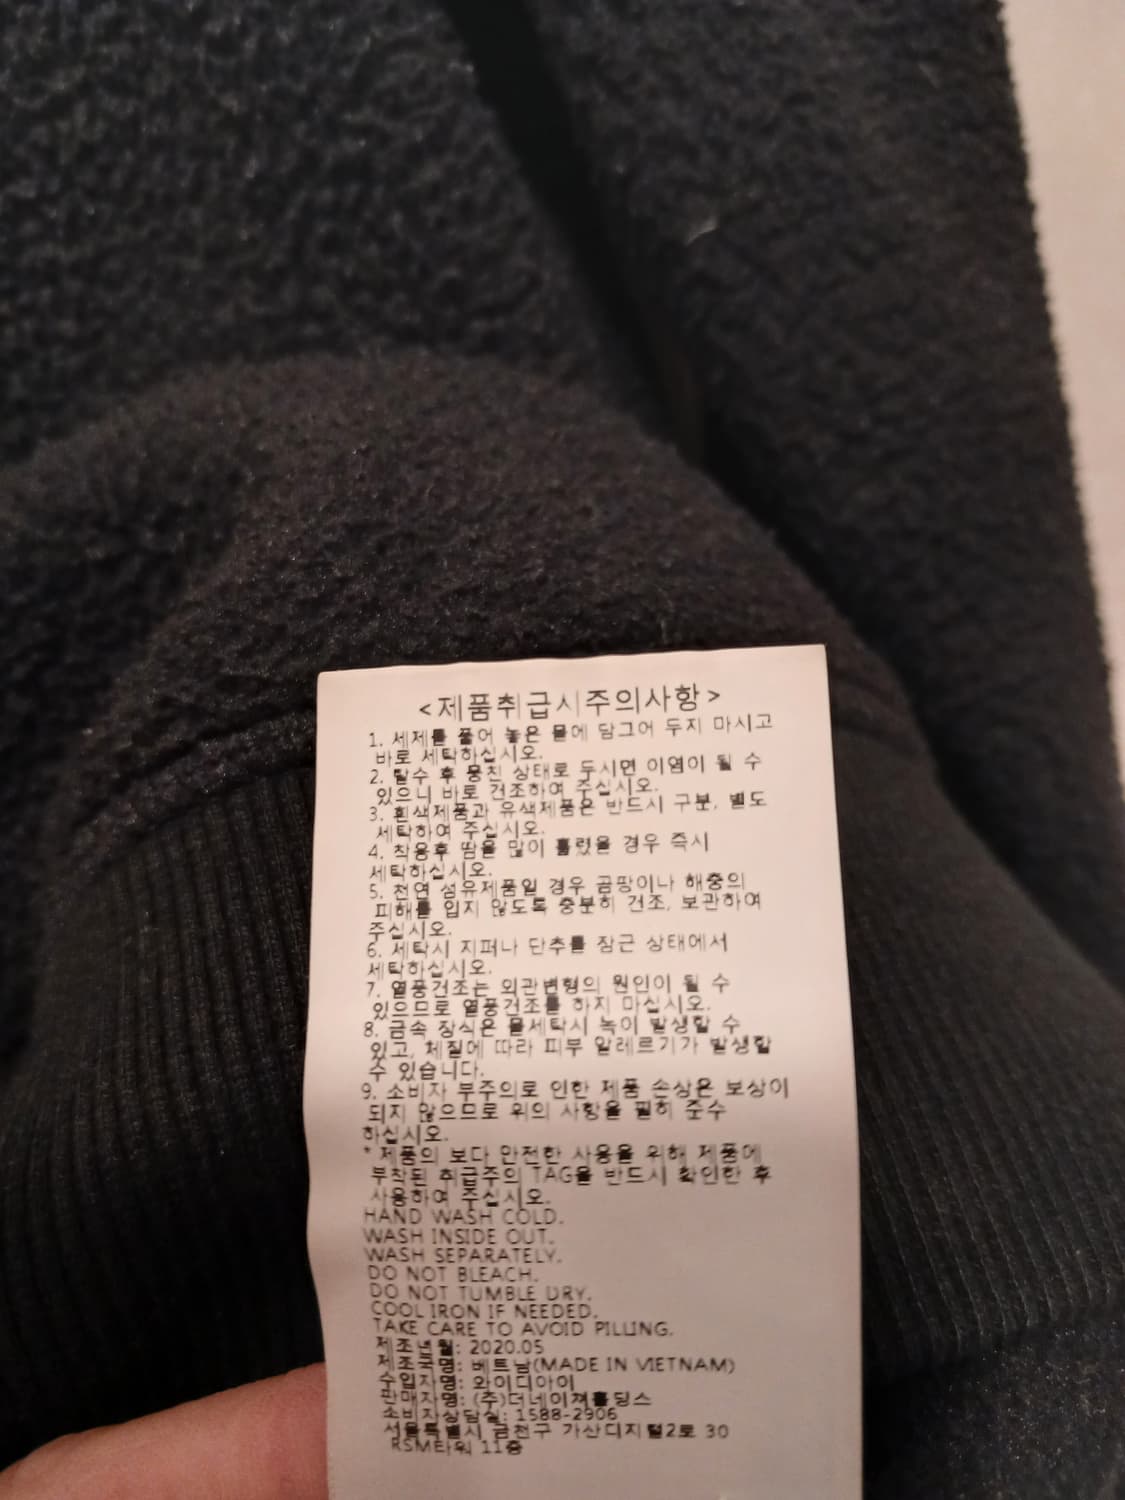 <제품취급시주의사항>
1. 세제를 풀어 놓은 물에 담그어 두지 마시고
바로 세탁하십시오.
2. 탈수 후 뭉친 상태로 두시면 이염이 될 수
있으니 바로 건조하여 주십시오.
3. 흰색제품과 유색제품은 반드시 구분, 별도
세탁하여 주십시오.
4. 착용후 땀을 많이 흘렸을 경우 즉시
세탁하십시오.
5. 천연 섬유제품일 경우 곰팡이나 해충의
피해를 입지 않도록 충분히 건조, 보관하여
주십시오.
6. 세탁시 지퍼나 단추를 잠근 상태에서
세탁하십시오.
7. 열풍건조는 외관변형의 원인이 될 수
있으므로 열풍건조를 하지 마십시오.
8. 금속 장식은 물세탁시 녹이 발생할 수
있고, 체질에 따라 피부 알레르기가 발생할
수 있습니다.
9. 소비자 부주의로 인한 제품 손상은 보상이
되지 않으므로 위의 사항을 필히 준수
하십시오.
* 제품의 보다 안전한 사용을 위해 제품에
부착된 취급주의 TAG을 반드시 확인한 후
사용하여 주십시오.
HAND WASH COLD.
WASH INSIDE OUT.
WASH SEPARATELY.
DO NOT BLEACH.
DO NOT TUMBLE DRY.
COOL IRON IF NEEDED.
TAKE CARE TO AVOID PILLING.
제조년월: 2020.05
제조국명: 베트남(MADE IN VIETNAM)
수입자명: 와이디아이
판매자명: (주)더네이쳐홀딩스
소비자상담실: 1588-2906
서울특별시 금천구 가산디지털2로 30
RSM타워 11층